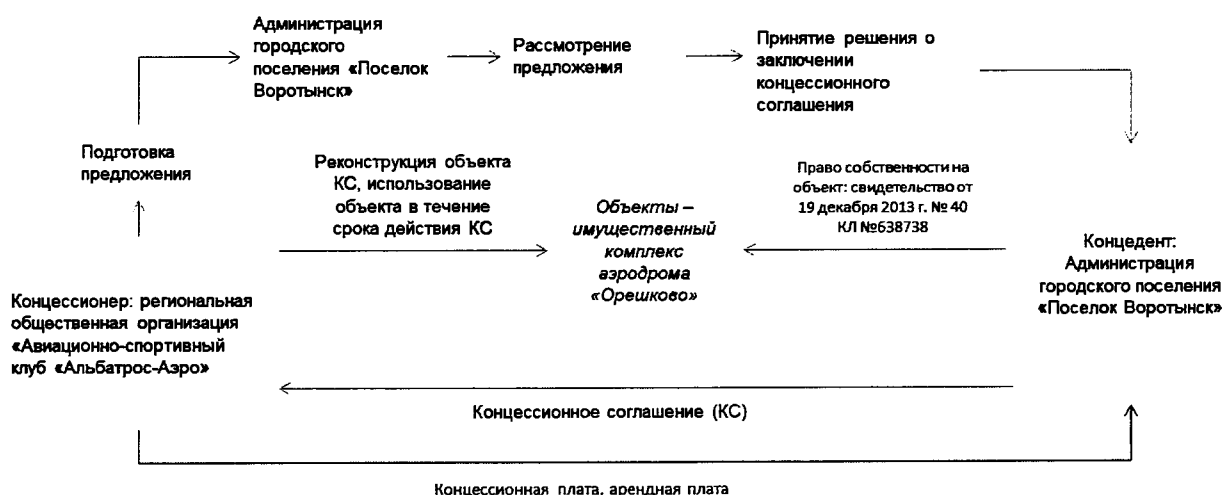 Администрация
городского
поселения «Поселок
Воротынск»
Рассмотрение
предложения
Принятие решения о
заключении
концессионного
соглашения
Подготовка
предложения
Реконструкция объекта
КС, использование
объекта в течение
срока действия КС
Объекты –
имущественный
комплекс
аэродрома
«Орешково»
Право собственности на
объект: свидетельство от
19 декабря 2013 г. № 40
КЛ №638738
Концедент:
Администрация
городского поселения
«Поселок Воротынск»
Концессионер: региональная
общественная организация
«Авиационно-спортивный
клуб «Альбатрос-Аэро»
Концессионное соглашение (КС)
Концессионная плата, арендная плата